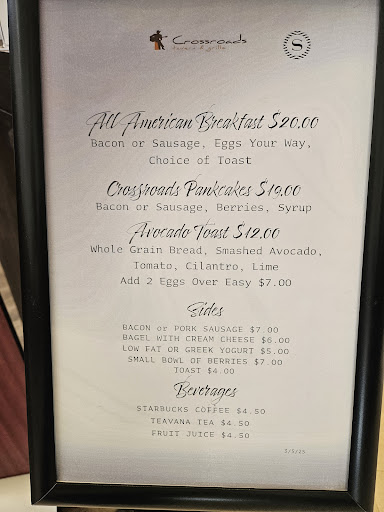 Crossroads
S
All American Breakfast $20.00
Bacon or Sausage, Eggs Your Way,
Choice of Toast
Crossroads Pankcakes $19.00
Bacon or Sausage, Berries, Syrup
Avocado Toast $12.00
Whole Grain Bread, Smashed Avocado,
Tomato, Cilantro, Lime
Add 2 Eggs Over Easy $7.00
Sides
BACON or PORK SAUSAGE $7.00
BAGEL WITH CREAM CHEESE $6.00
LOW FAT OR GREEK YOGURT $5.00
SMALL BOWL OF BERRIES $7.00
TOAST $4.00
Beverages
STARBUCKS COFFEE $4.50
TEAVANA TEA $4.50
FRUIT JUICE $4.50